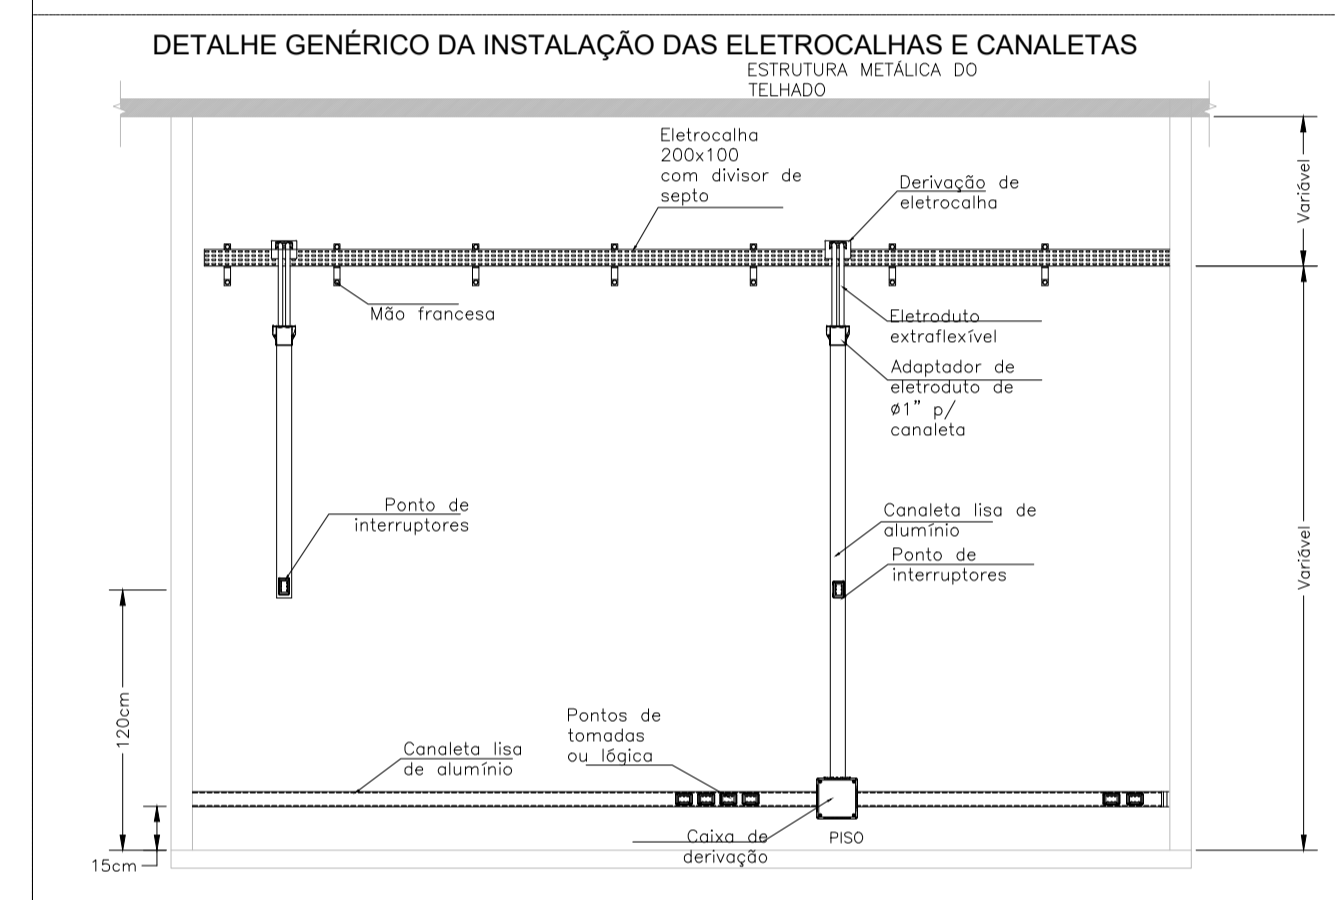 DETALHE GENÉRICO DA INSTALAÇÃO DAS ELETROCALHAS E CANALETAS
ESTRUTURA METÁLICA DO
TELHADO
Eletrocalha
200x100
com divisor de
septo
Derivação de
eletrocalha
Variável
Mão francesa
Eletroduto
extraflexível
Adaptador de
eletroduto de
ø1" p/
canaleta
Ponto de
interruptores
Canaleta lisa de
alumínio
Ponto de
interruptores
Variável
120cm
Pontos de
tomadas
ou lógica
Canaleta lisa
de alumínio
Caixa de
derivação
PISO
15cm